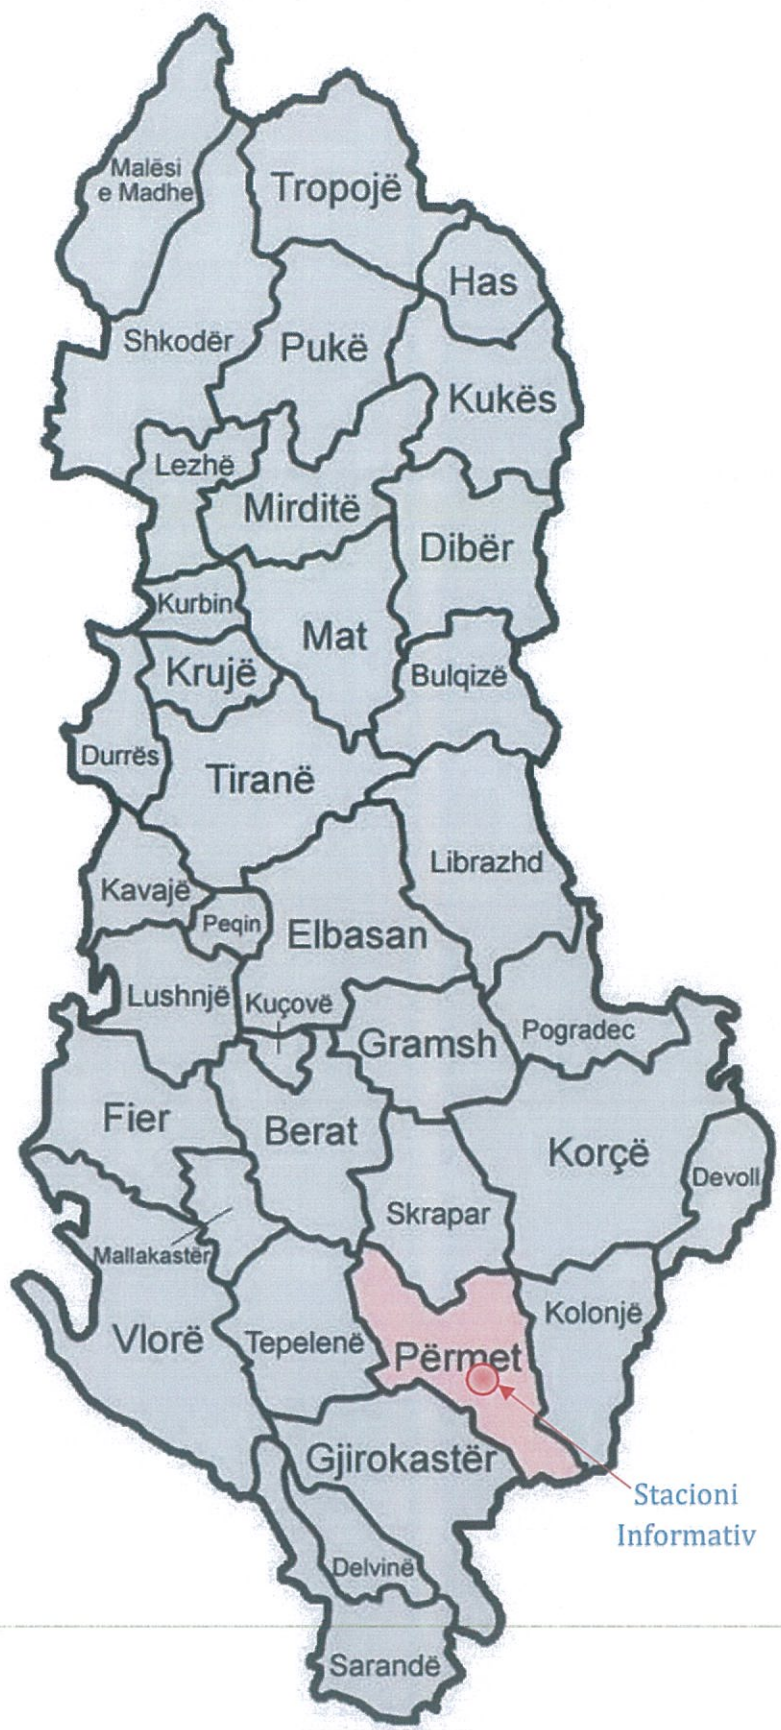 Malësi
e Madhe
Tropojë
Has
Shkodër
Pukë
Kukës
Lezhë
Mirditë
Dibër
Kurbin
Mat
Krujë
Bulqizë
Durrës
Tiranë
Librazhd
Kavajë
Peqin
Elbasan
Lushnjë
Kuçovë
Gramsh
Pogradec
Fier
Berat
Korçë
Devoll
Skrapar
Mallakastër
Vlorë
Tepelenë
Përmet
Kolonjë
Gjirokastër
Stacioni
Informativ
Delvinë
Sarandë